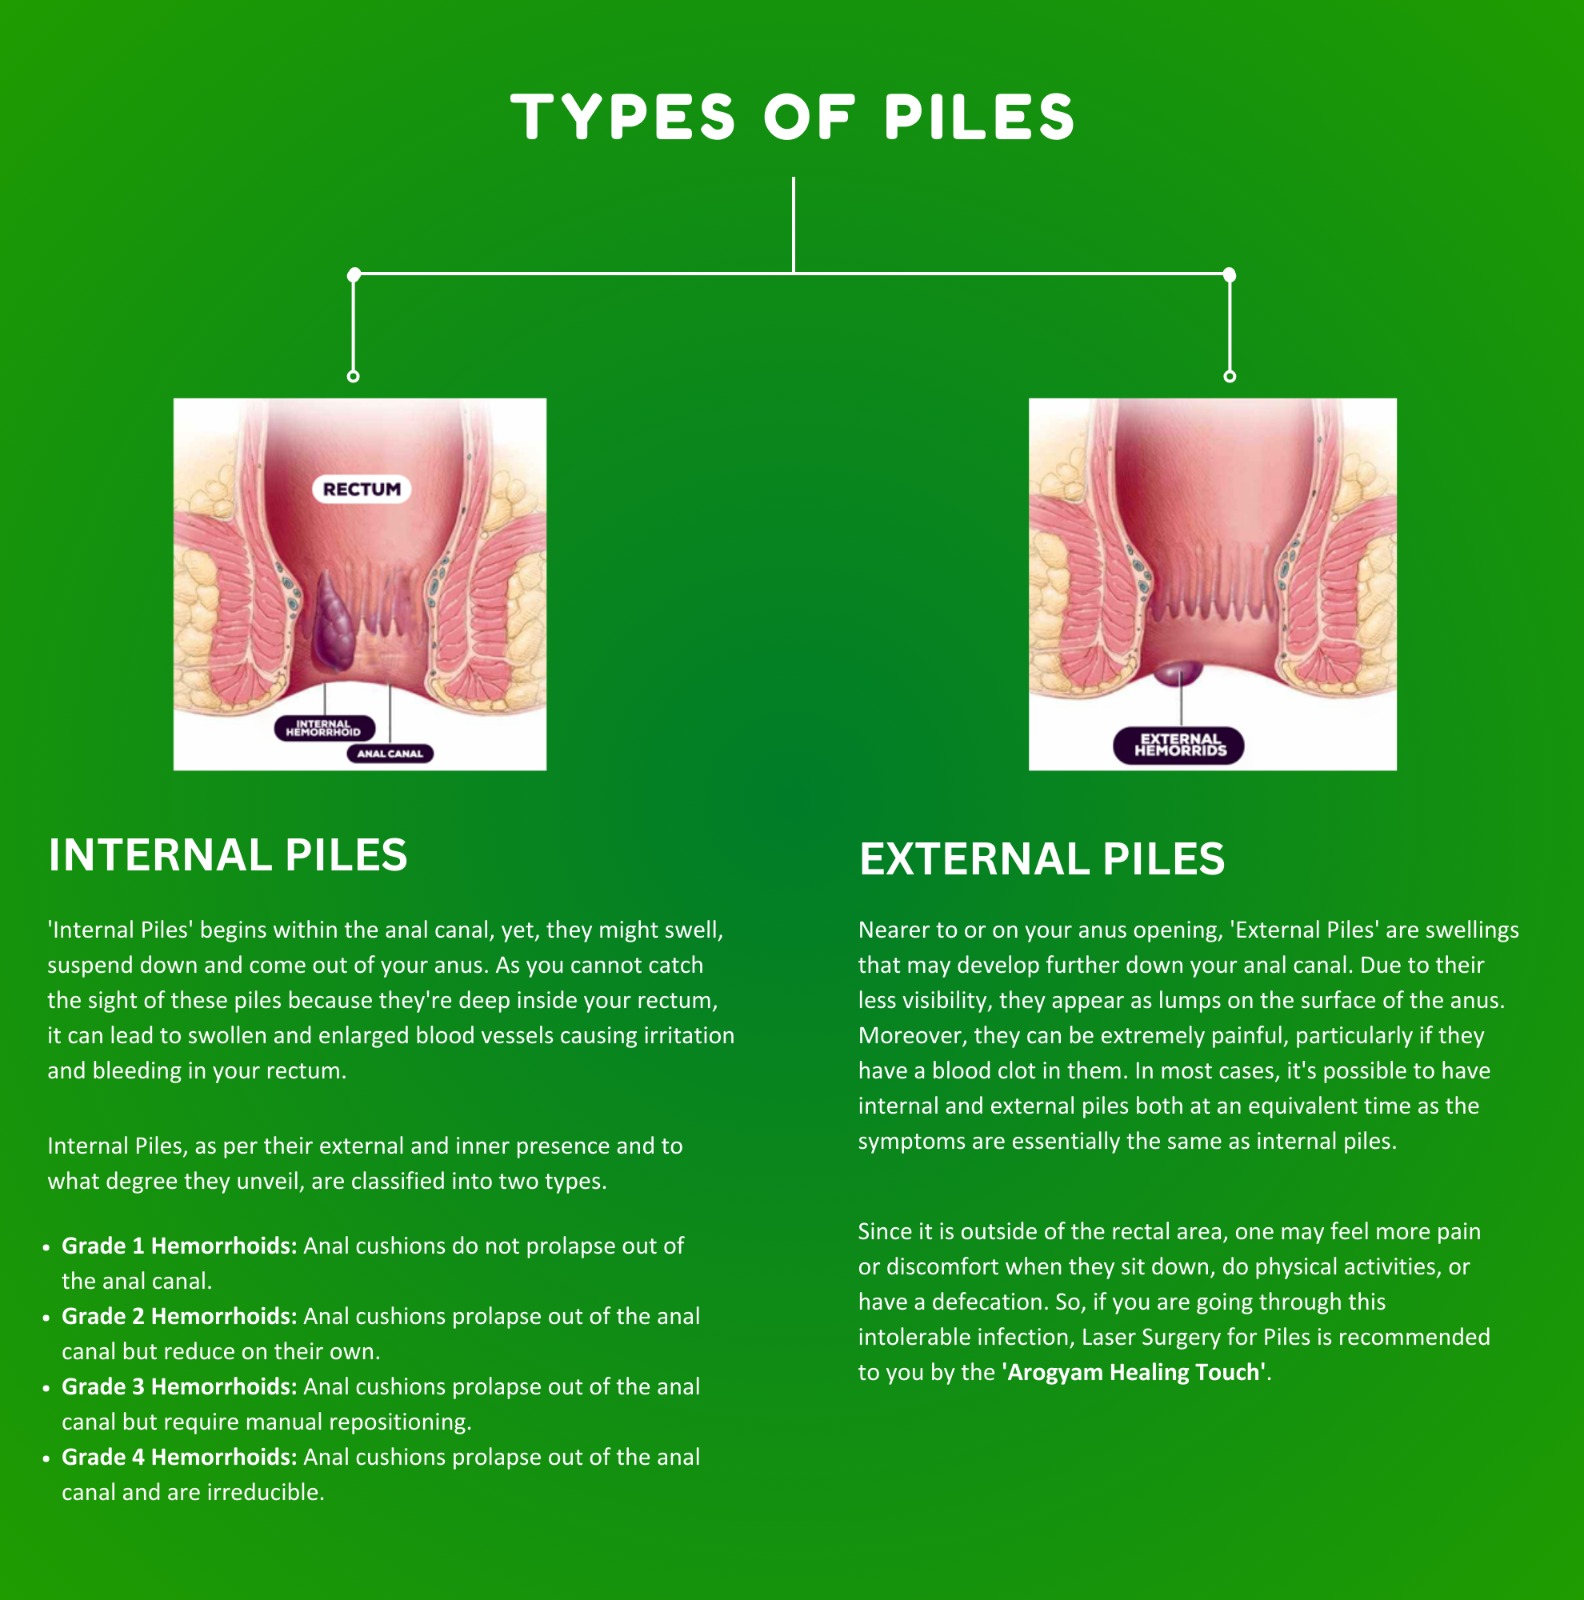 TYPES OF PILES
RECTUM
INTERNAL
HEMORRHOID
ANAL CANAL
EXTERNAL
HEMORRIDS
INTERNAL PILES
'Internal Piles' begins within the anal canal, yet, they might swell,
suspend down and come out of your anus. As you cannot catch
the sight of these piles because they're deep inside your rectum,
it can lead to swollen and enlarged blood vessels causing irritation
and bleeding in your rectum.
Internal Piles, as per their external and inner presence and to
what degree they unveil, are classified into two types.
• Grade 1 Hemorrhoids: Anal cushions do not prolapse out of
the anal canal.
• Grade 2 Hemorrhoids: Anal cushions prolapse out of the anal
canal but reduce on their own.
• Grade 3 Hemorrhoids: Anal cushions prolapse out of the anal
canal but require manual repositioning.
• Grade 4 Hemorrhoids: Anal cushions prolapse out of the anal
canal and are irreducible.
EXTERNAL PILES
Nearer to or on your anus opening, 'External Piles' are swellings
that may develop further down your anal canal. Due to their
less visibility, they appear as lumps on the surface of the anus.
Moreover, they can be extremely painful, particularly if they
have a blood clot in them. In most cases, it's possible to have
internal and external piles both at an equivalent time as the
symptoms are essentially the same as internal piles.
Since it is outside of the rectal area, one may feel more pain
or discomfort when they sit down, do physical activities, or
have a defecation. So, if you are going through this
intolerable infection, Laser Surgery for Piles is recommended
to you by the 'Arogyam Healing Touch'.